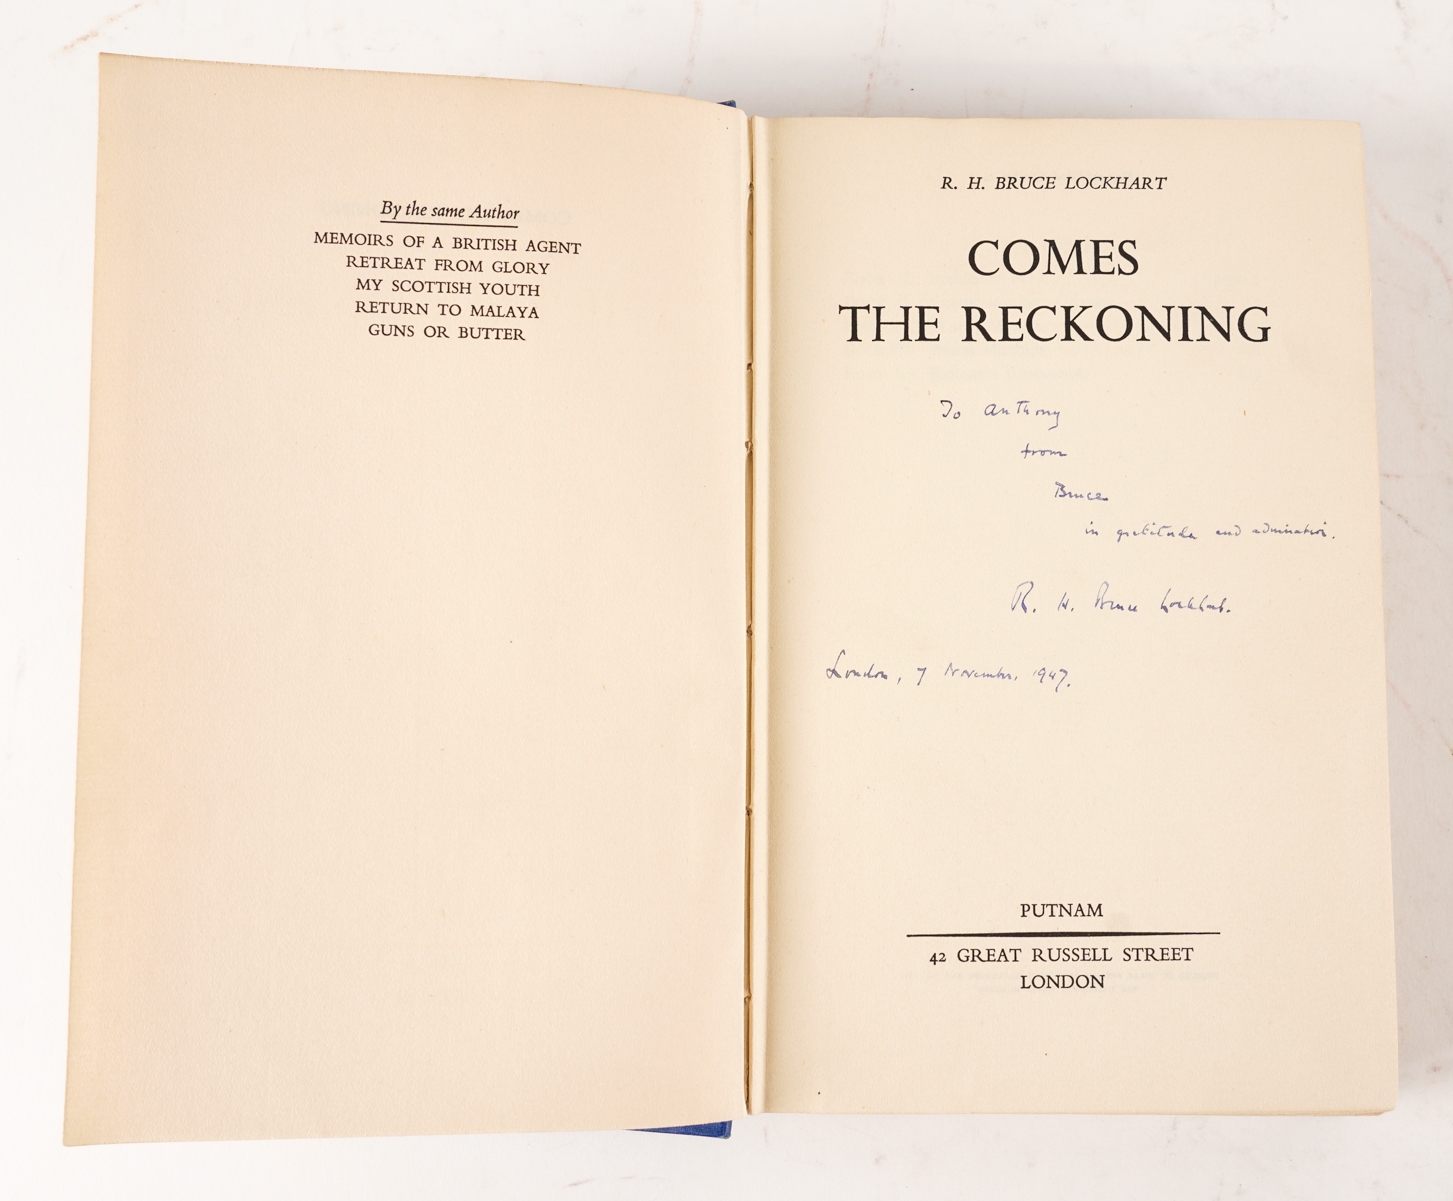 By the same Author
MEMOIRS OF A BRITISH AGENT
RETREAT FROM GLORY
MY SCOTTISH YOUTH
RETURN TO MALAYA
GUNS OR BUTTER
R. H. BRUCE LOCKHART
COMES
THE RECKONING
To Anthony
from
Bruce
in gratitude and admiration.
R. H. Bruce Lockhart.
London, 7 November, 1947.
PUTNAM
42 GREAT RUSSELL STREET
LONDON